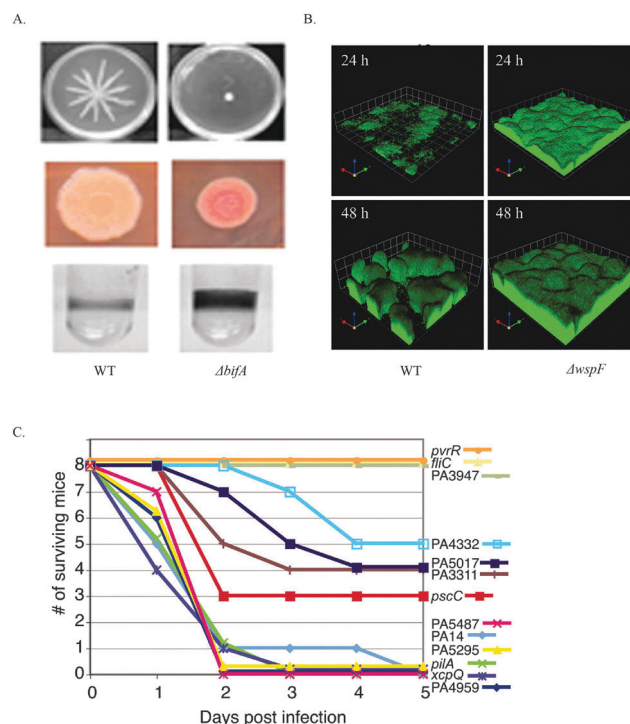 A.
B.
24 h
24 h
48 h
48 h
WT
ΔbifA
WT
ΔwspF
C.
# of surviving mice
8
7
6
5
4
3
2
1
0
0
1
2
3
4
5
Days post infection
pvrR
fliC
PA3947
PA4332
PA5017
PA3311
pscC
PA5487
PA14
PA5295
pilA
xcpQ
PA4959